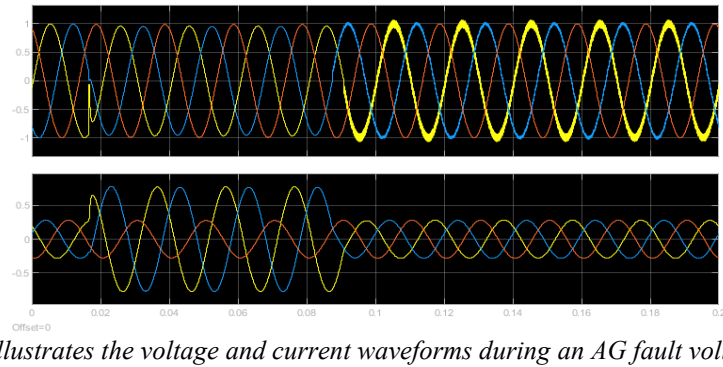 1
0.5
0
-0.5
-1
0.5
0
-0.5
0 0.02 0.04 0.06 0.08 0.1 0.12 0.14 0.16 0.18 0.2
Offset=0
llustrates the voltage and current waveforms during an AG fault vol